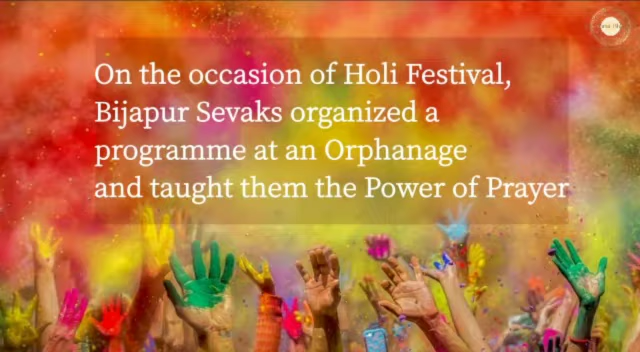 On the occasion of Holi Festival,
Bijapur Sevaks organized a
programme at an Orphanage
and taught them the Power of Prayer